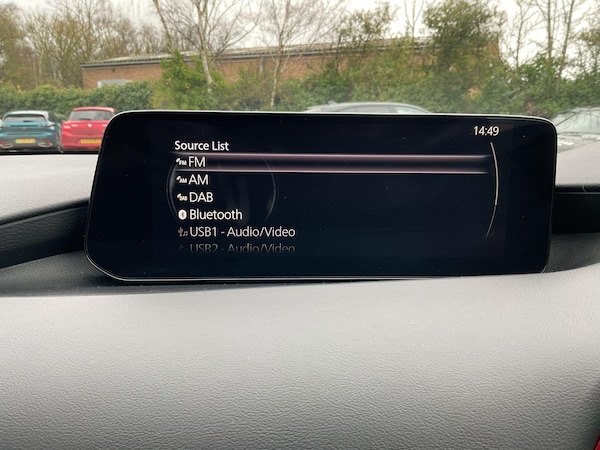 14:49
Source List
FM
AM
DAB
Bluetooth
USB1 - Audio/Video
USB2 - Audio/Video